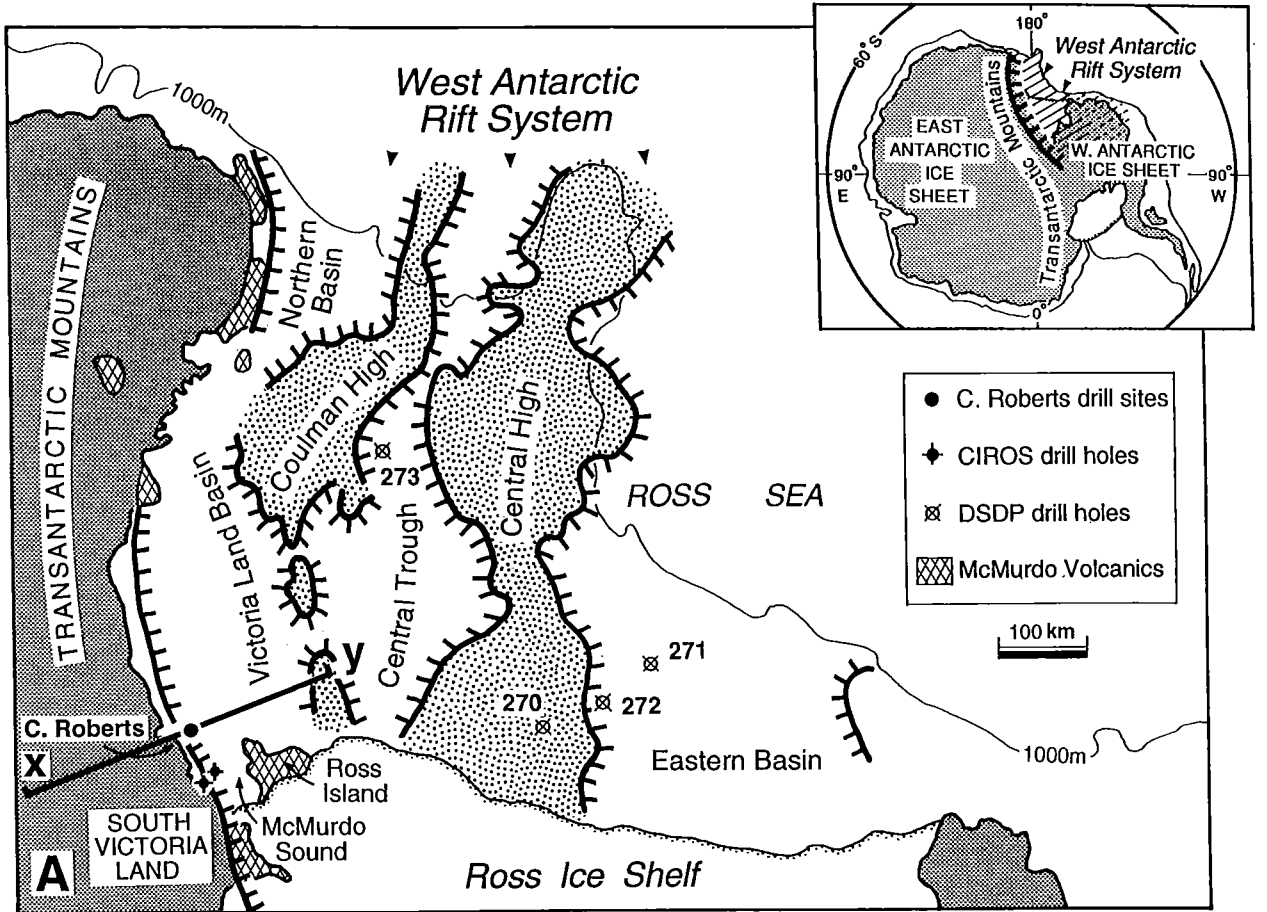 West Antarctic
Rift System
1000m
TRANSANTARCTIC MOUNTAINS
Northern
Basin
Coulman High
Central High
273
Victoria Land Basin
Central Trough
ROSS SEA
y
271
270
272
C. Roberts
x
Eastern Basin
1000m
Ross
Island
McMurdo
Sound
SOUTH
VICTORIA
LAND
A
Ross Ice Shelf
180°
60°S
West Antarctic
Rift System
EAST
ANTARCTIC
ICE
SHEET
Transantarctic Mountains
W. ANTARCTIC
ICE SHEET
90°
E
90°
W
0°
C. Roberts drill sites
CIROS drill holes
DSDP drill holes
McMurdo Volcanics
100 km